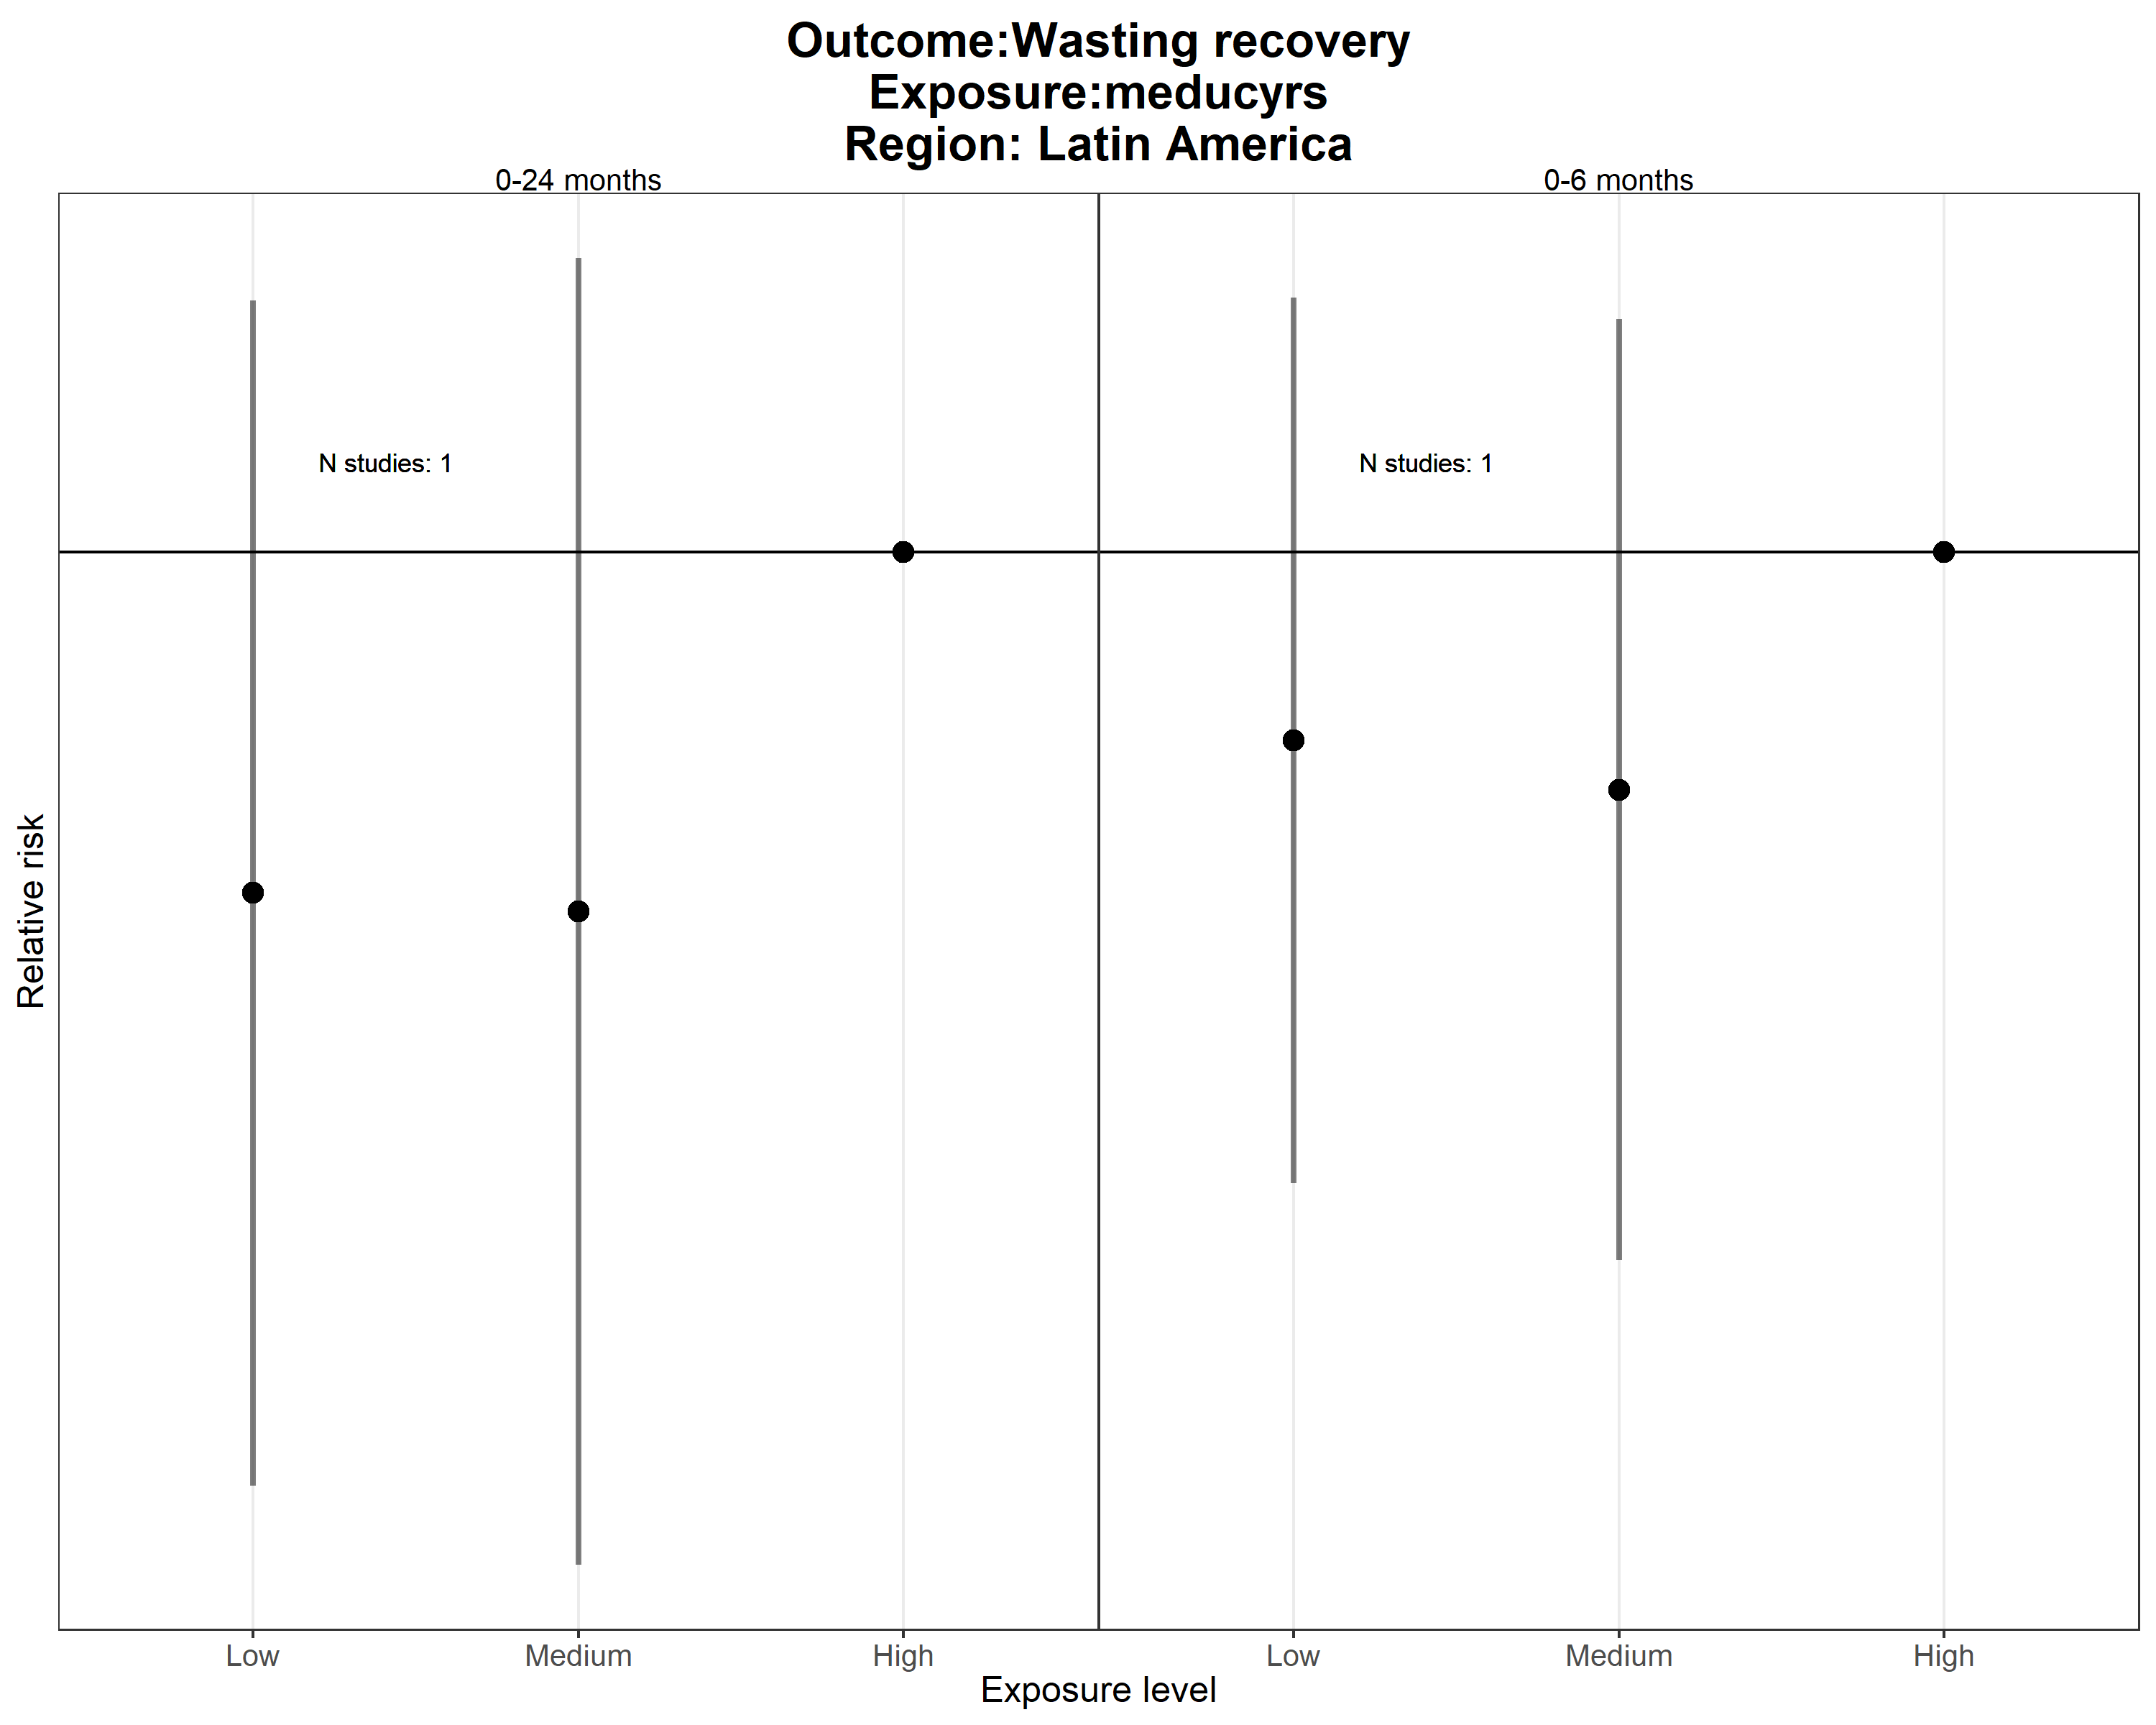 Outcome:Wasting recovery
Exposure:meducyrs
Region: Latin America
0-24 months
0-6 months
N studies: 1
N studies: 1
Relative risk
Low
Medium
High
Low
Medium
High
Exposure level